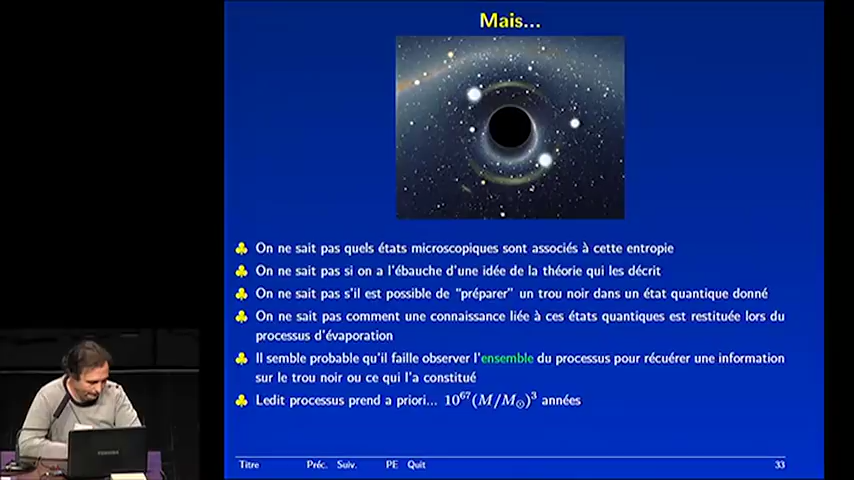 Mais...
On ne sait pas quels états microscopiques sont associés à cette entropie
On ne sait pas si on a l'ébauche d'une idée de la théorie qui les décrit
On ne sait pas s'il est possible de "préparer" un trou noir dans un état quantique donné
On ne sait pas comment une connaissance liée à ces états quantiques est restituée lors du
processus d'évaporation
Il semble probable qu'il faille observer l'ensemble du processus pour récuérer une information
sur le trou noir ou ce qui l'a constitué
Ledit processus prend a priori... 10^67(M/M_⊙)^3 années
Titre Préc. Suiv. PE Quit 33
TOSHIBA